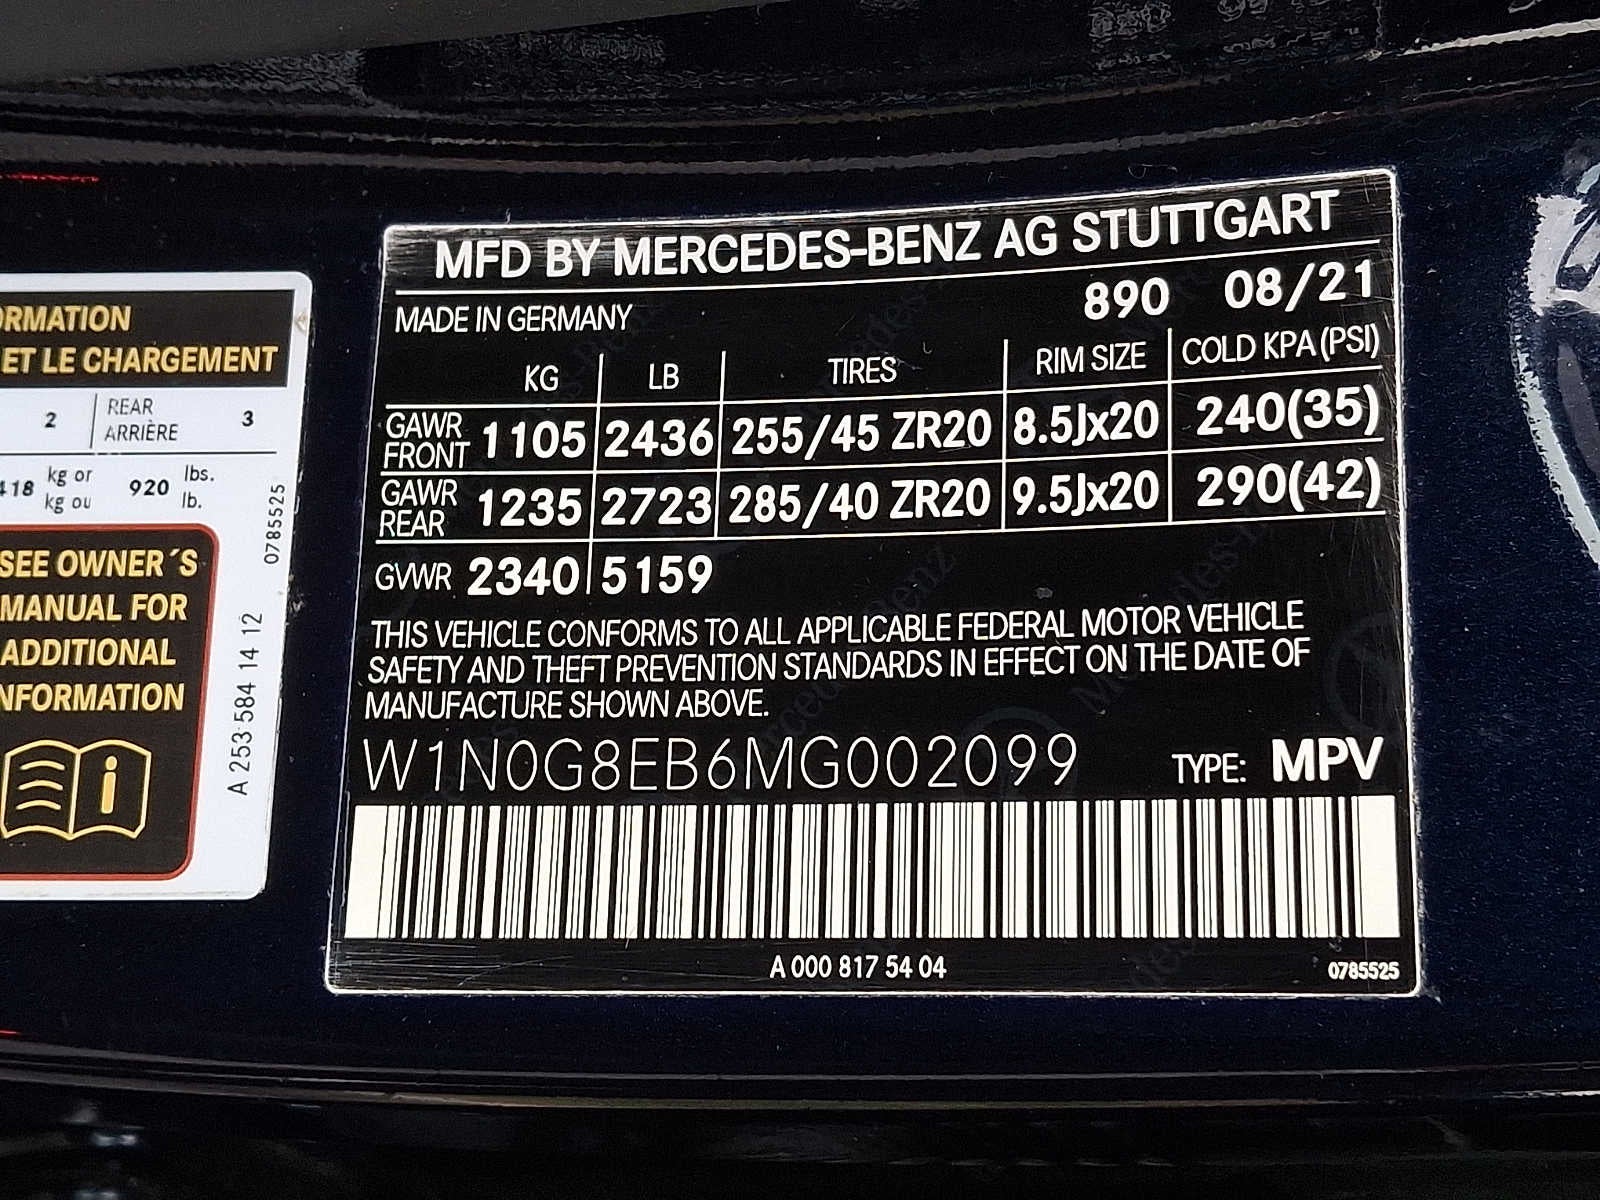 RMATION
ET LE CHARGEMENT
2 REAR 3
ARRIÈRE
418 kg or 920 lbs.
kg ou lb.
SEE OWNER´S
MANUAL FOR
ADDITIONAL
NFORMATION
i
A 253 584 14 12
0785525
MFD BY MERCEDES-BENZ AG STUTTGART
MADE IN GERMANY 890 08/21
KG LB TIRES RIM SIZE COLD KPA(PSI)
GAWR FRONT 1105 2436 255/45 ZR20 8.5Jx20 240(35)
GAWR REAR 1235 2723 285/40 ZR20 9.5Jx20 290(42)
GVWR 2340 5159
THIS VEHICLE CONFORMS TO ALL APPLICABLE FEDERAL MOTOR VEHICLE
SAFETY AND THEFT PREVENTION STANDARDS IN EFFECT ON THE DATE OF
MANUFACTURE SHOWN ABOVE.
W1N0G8EB6MG002099 TYPE: MPV
A 000 817 54 04 0785525